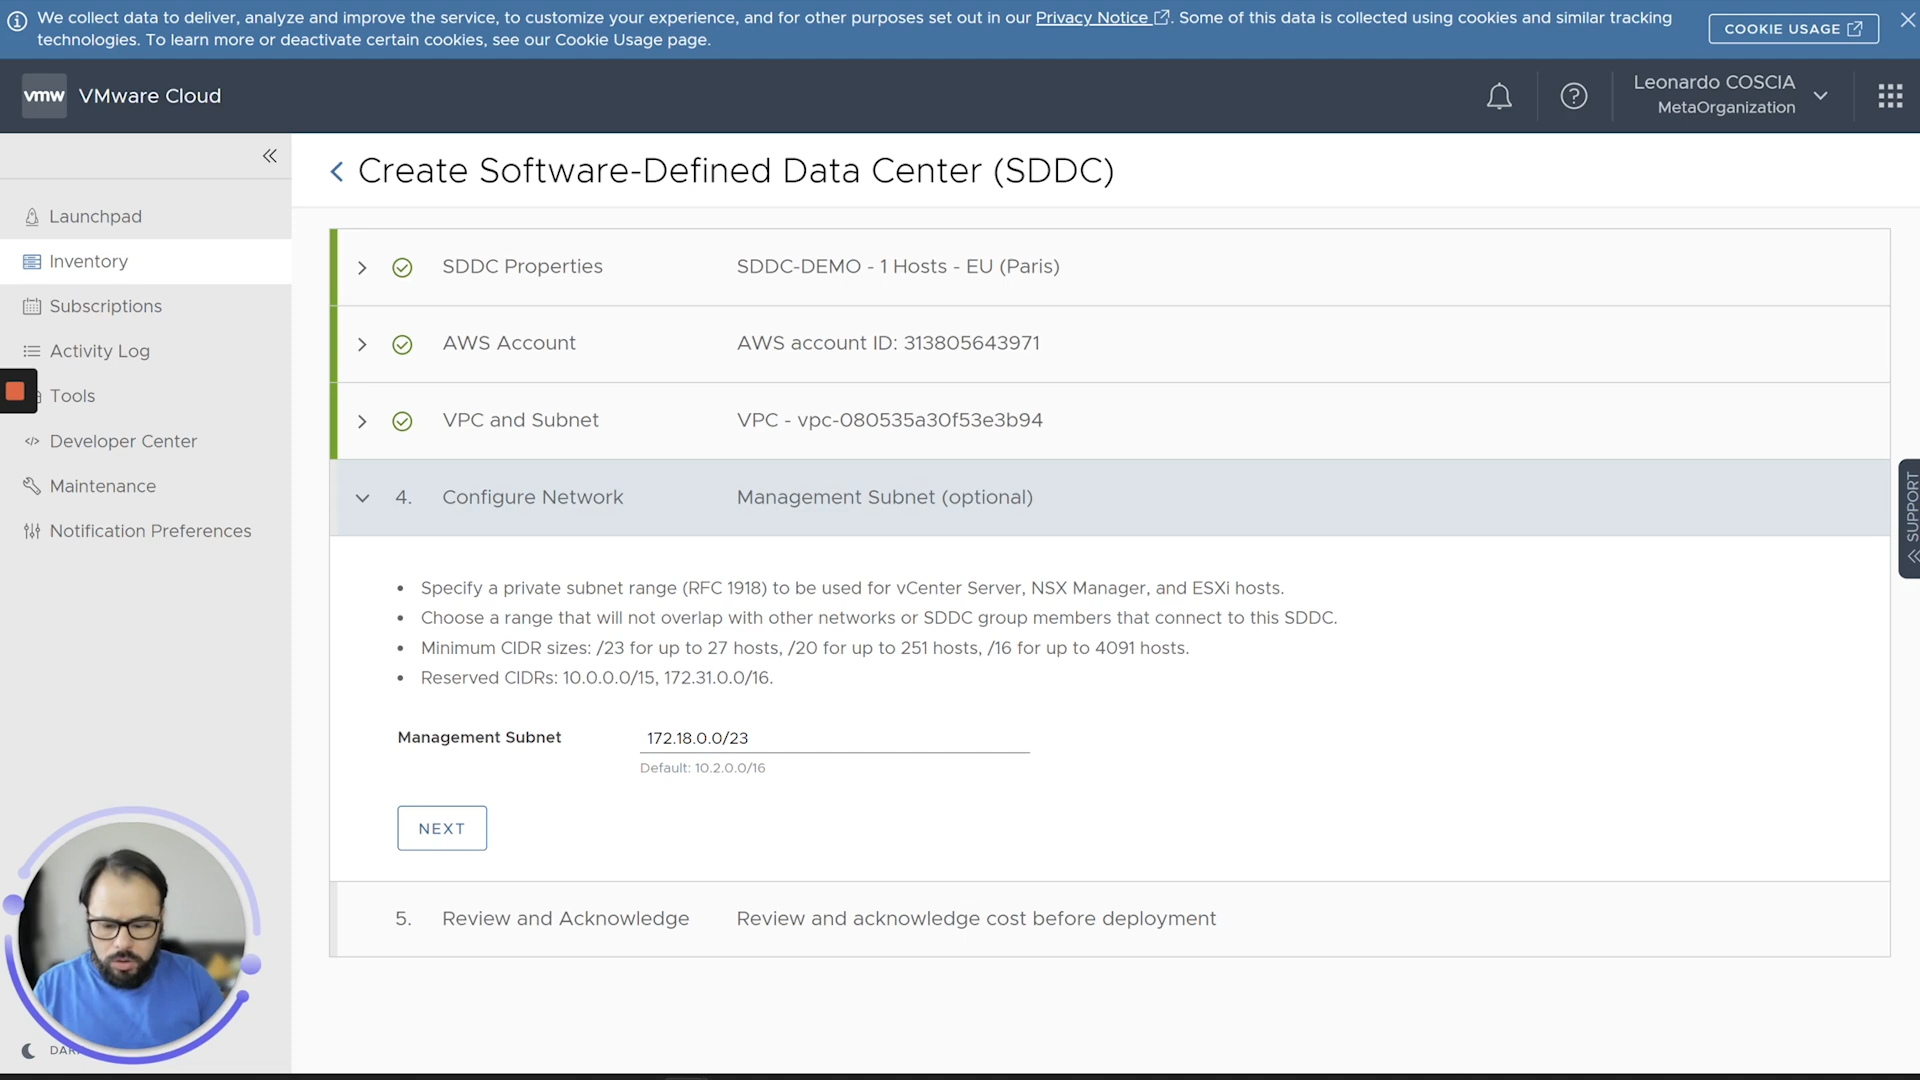 We collect data to deliver, analyze and improve the service, to customize your experience, and for other purposes set out in our Privacy Notice. Some of this data is collected using cookies and similar tracking
technologies. To learn more or deactivate certain cookies, see our Cookie Usage page.
COOKIE USAGE
vmw VMware Cloud
Leonardo COSCIA
MetaOrganization
Create Software-Defined Data Center (SDDC)
Launchpad
Inventory
Subscriptions
Activity Log
Tools
Developer Center
Maintenance
Notification Preferences
SDDC Properties SDDC-DEMO - 1 Hosts - EU (Paris)
AWS Account AWS account ID: 313805643971
VPC and Subnet VPC - vpc-080535a30f53e3b94
4. Configure Network Management Subnet (optional)
• Specify a private subnet range (RFC 1918) to be used for vCenter Server, NSX Manager, and ESXi hosts.
• Choose a range that will not overlap with other networks or SDDC group members that connect to this SDDC.
• Minimum CIDR sizes: /23 for up to 27 hosts, /20 for up to 251 hosts, /16 for up to 4091 hosts.
• Reserved CIDRs: 10.0.0.0/15, 172.31.0.0/16.
Management Subnet 172.18.0.0/23
Default: 10.2.0.0/16
NEXT
5. Review and Acknowledge Review and acknowledge cost before deployment
SUPPORT